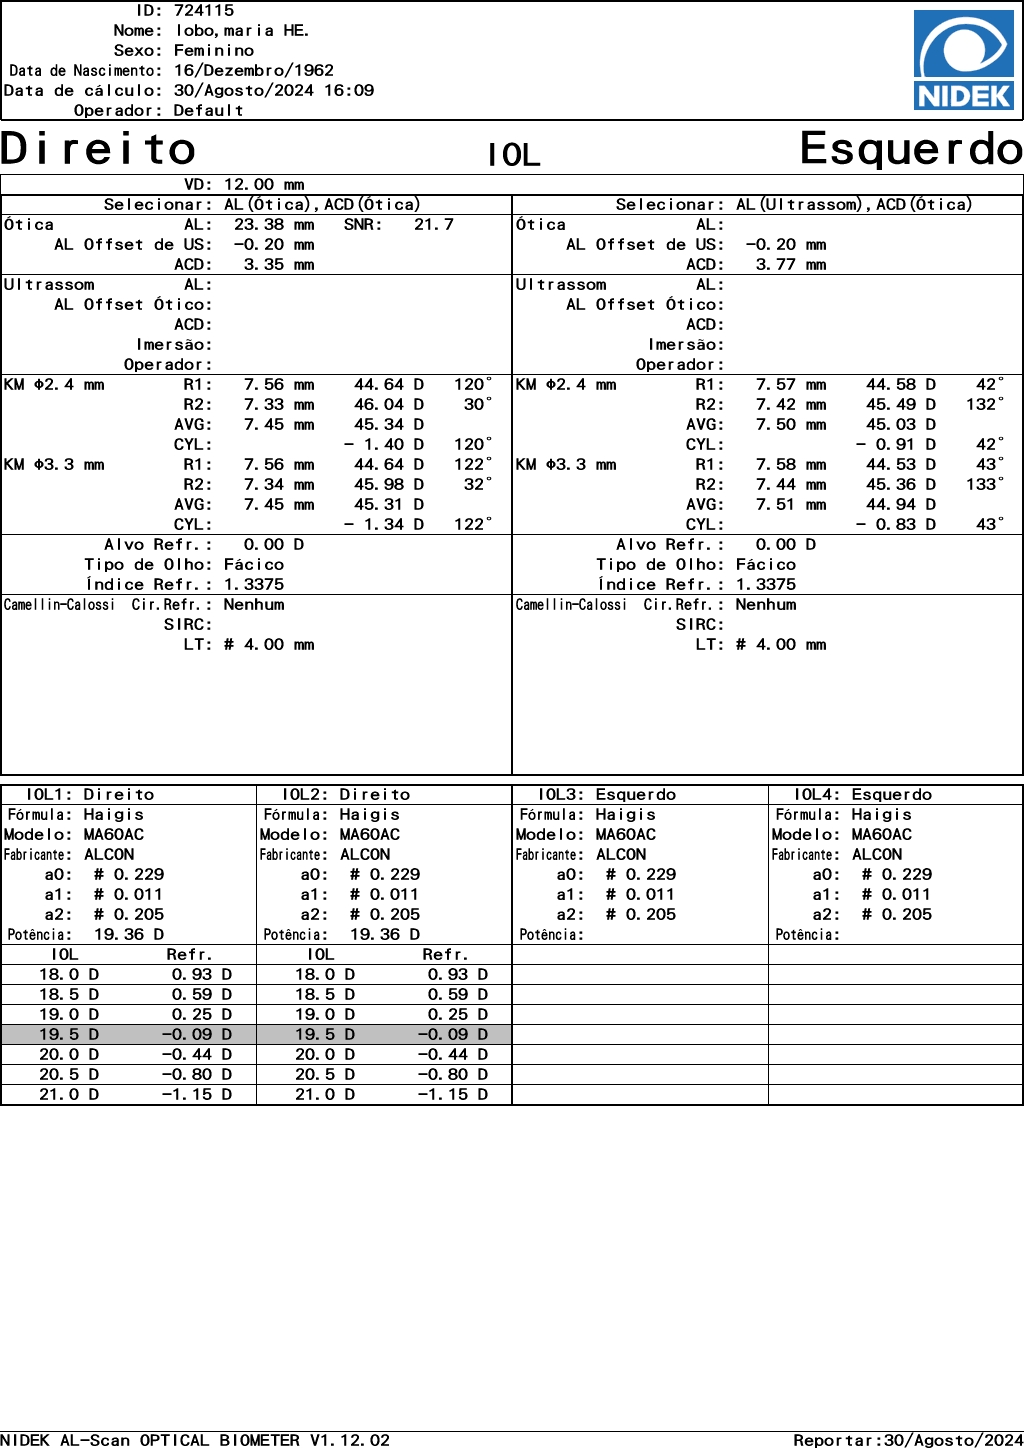 ID: 724115
Nome: lobo,maria HE.
Sexo: Feminino
Data de Nascimento: 16/Dezembro/1962
Data de cálculo: 30/Agosto/2024 16:09
Operador: Default
NIDEK
Direito IOL Esquerdo
VD: 12.00 mm
Selecionar: AL(Ótica),ACD(Ótica) Selecionar: AL(Ultrassom),ACD(Ótica)
Ótica AL: 23.38 mm SNR: 21.7 Ótica AL:
AL Offset de US: -0.20 mm AL Offset de US: -0.20 mm
ACD: 3.35 mm ACD: 3.77 mm
Ultrassom AL: Ultrassom AL:
AL Offset Ótico: AL Offset Ótico:
ACD: ACD:
Imersão: Imersão:
Operador: Operador:
KM Φ2.4 mm R1: 7.56 mm 44.64 D 120° KM Φ2.4 mm R1: 7.57 mm 44.58 D 42°
R2: 7.33 mm 46.04 D 30° R2: 7.42 mm 45.49 D 132°
AVG: 7.45 mm 45.34 D AVG: 7.50 mm 45.03 D
CYL: - 1.40 D 120° CYL: - 0.91 D 42°
KM Φ3.3 mm R1: 7.56 mm 44.64 D 122° KM Φ3.3 mm R1: 7.58 mm 44.53 D 43°
R2: 7.34 mm 45.98 D 32° R2: 7.44 mm 45.36 D 133°
AVG: 7.45 mm 45.31 D AVG: 7.51 mm 44.94 D
CYL: - 1.34 D 122° CYL: - 0.83 D 43°
Alvo Refr.: 0.00 D Alvo Refr.: 0.00 D
Tipo de Olho: Fácico Tipo de Olho: Fácico
Índice Refr.: 1.3375 Índice Refr.: 1.3375
Camellin-Calossi Cir.Refr.: Nenhum Camellin-Calossi Cir.Refr.: Nenhum
SIRC: SIRC:
LT: # 4.00 mm LT: # 4.00 mm
IOL1: Direito IOL2: Direito IOL3: Esquerdo IOL4: Esquerdo
Fórmula: Haigis Fórmula: Haigis Fórmula: Haigis Fórmula: Haigis
Modelo: MA60AC Modelo: MA60AC Modelo: MA60AC Modelo: MA60AC
Fabricante: ALCON Fabricante: ALCON Fabricante: ALCON Fabricante: ALCON
a0: # 0.229 a0: # 0.229 a0: # 0.229 a0: # 0.229
a1: # 0.011 a1: # 0.011 a1: # 0.011 a1: # 0.011
a2: # 0.205 a2: # 0.205 a2: # 0.205 a2: # 0.205
Potência: 19.36 D Potência: 19.36 D Potência: Potência:
IOL Refr. IOL Refr.
18.0 D 0.93 D 18.0 D 0.93 D
18.5 D 0.59 D 18.5 D 0.59 D
19.0 D 0.25 D 19.0 D 0.25 D
19.5 D -0.09 D 19.5 D -0.09 D
20.0 D -0.44 D 20.0 D -0.44 D
20.5 D -0.80 D 20.5 D -0.80 D
21.0 D -1.15 D 21.0 D -1.15 D
NIDEK AL-Scan OPTICAL BIOMETER V1.12.02 Reportar:30/Agosto/2024